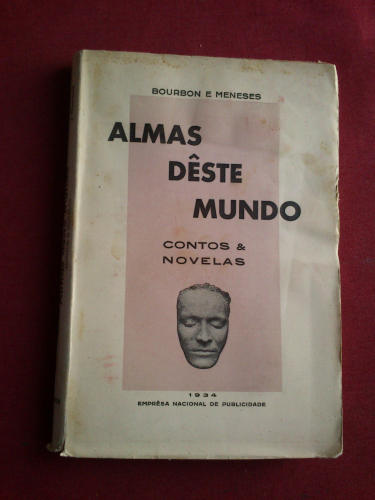 BOURBON E MENESES
ALMAS
DÊSTE
MUNDO
CONTOS &
NOVELAS
1934
EMPRÊSA NACIONAL DE PUBLICIDADE